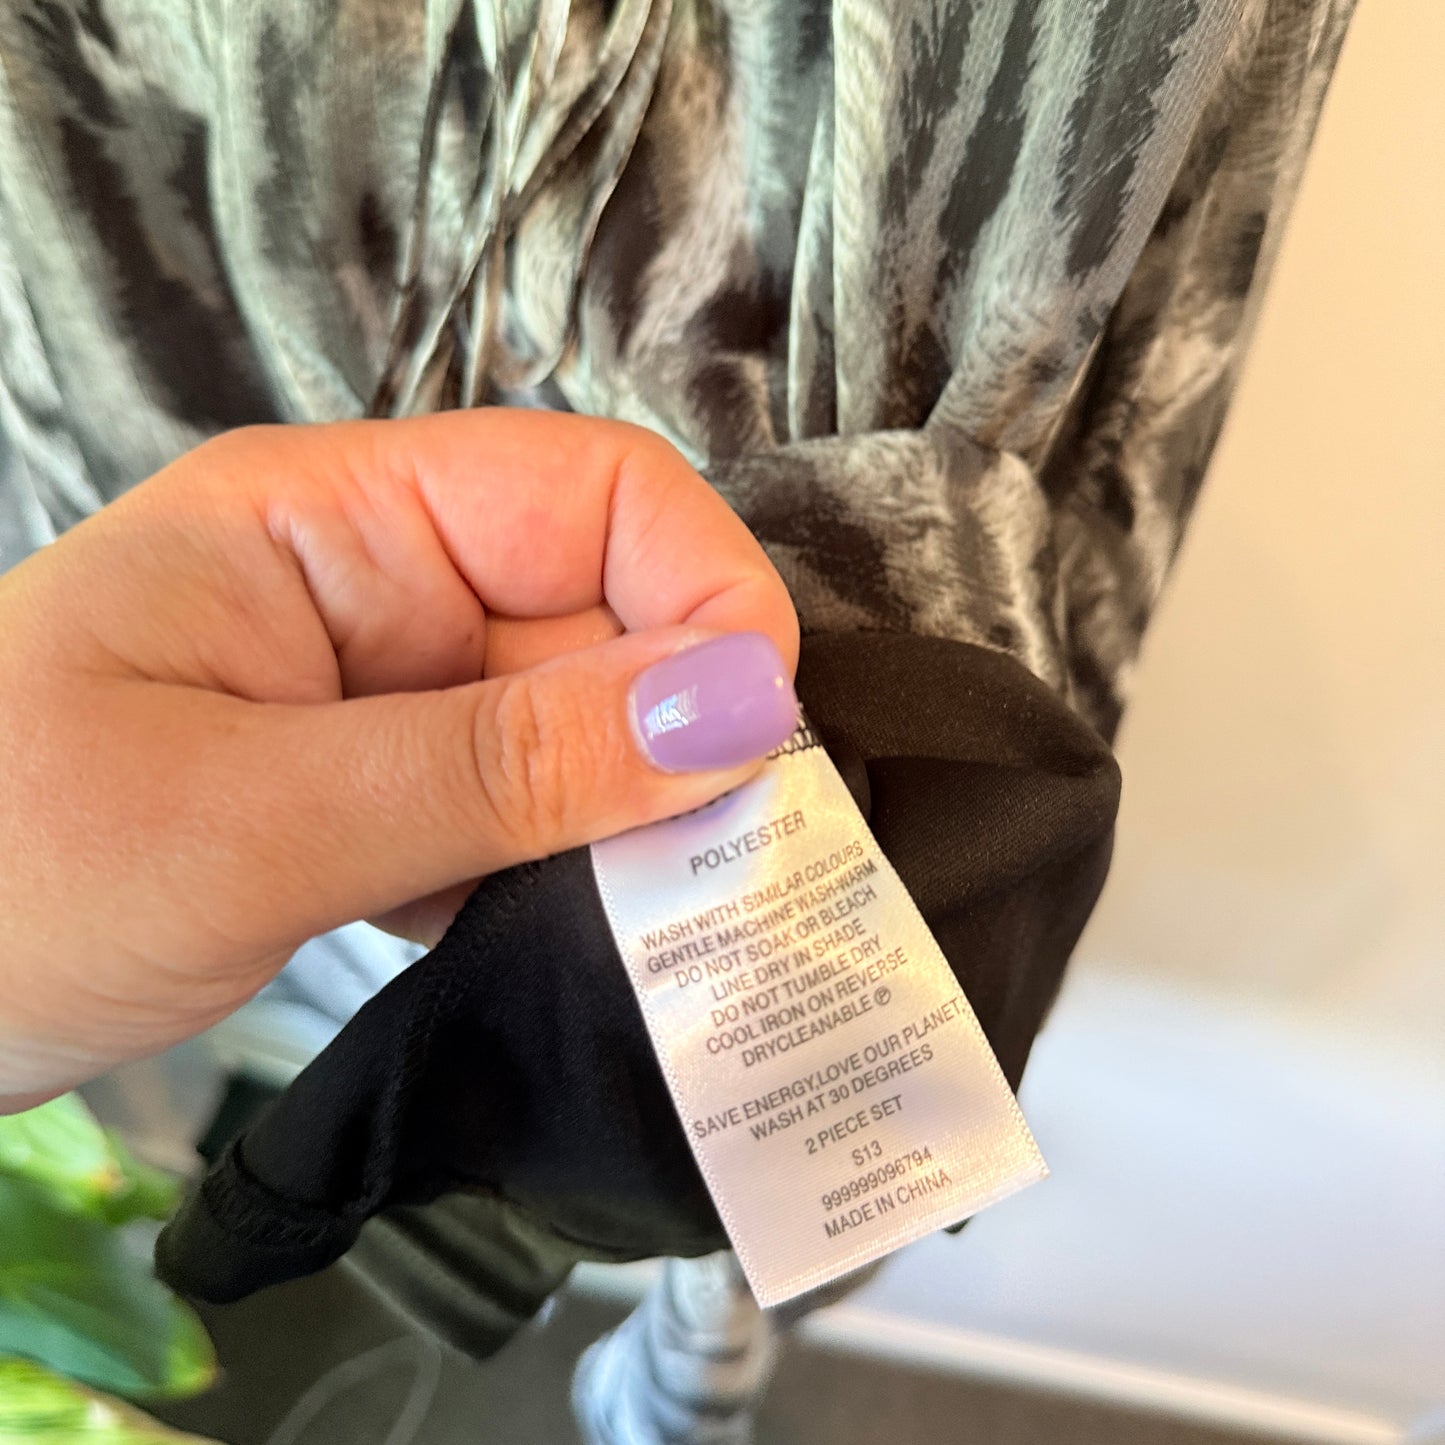 POLYESTER
WASH WITH SIMILAR COLOURS
GENTLE MACHINE WASH-WARM
DO NOT SOAK OR BLEACH
LINE DRY IN SHADE
DO NOT TUMBLE DRY
COOL IRON ON REVERSE
DRYCLEANABLE Ⓟ
SAVE ENERGY,LOVE OUR PLANET,
WASH AT 30 DEGREES
2 PIECE SET
S13
999999096794
MADE IN CHINA